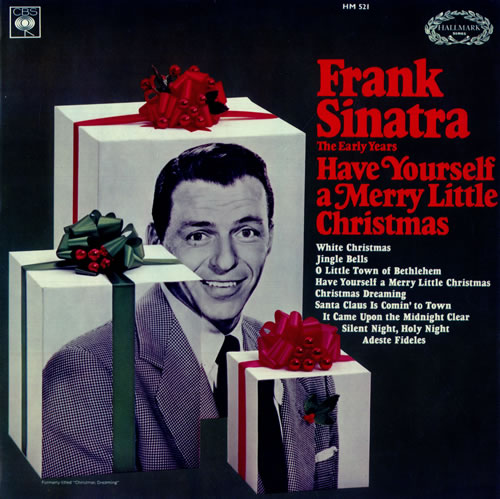 CBS
HM 521
HALLMARK
SERIES
Frank
Sinatra
The Early Years
Have Yourself
a Merry Little
Christmas
White Christmas
Jingle Bells
O Little Town of Bethlehem
Have Yourself a Merry Little Christmas
Christmas Dreaming
Santa Claus Is Comin' to Town
It Came Upon the Midnight Clear
Silent Night, Holy Night
Adeste Fideles
Formerly titled "Christmas Dreaming"